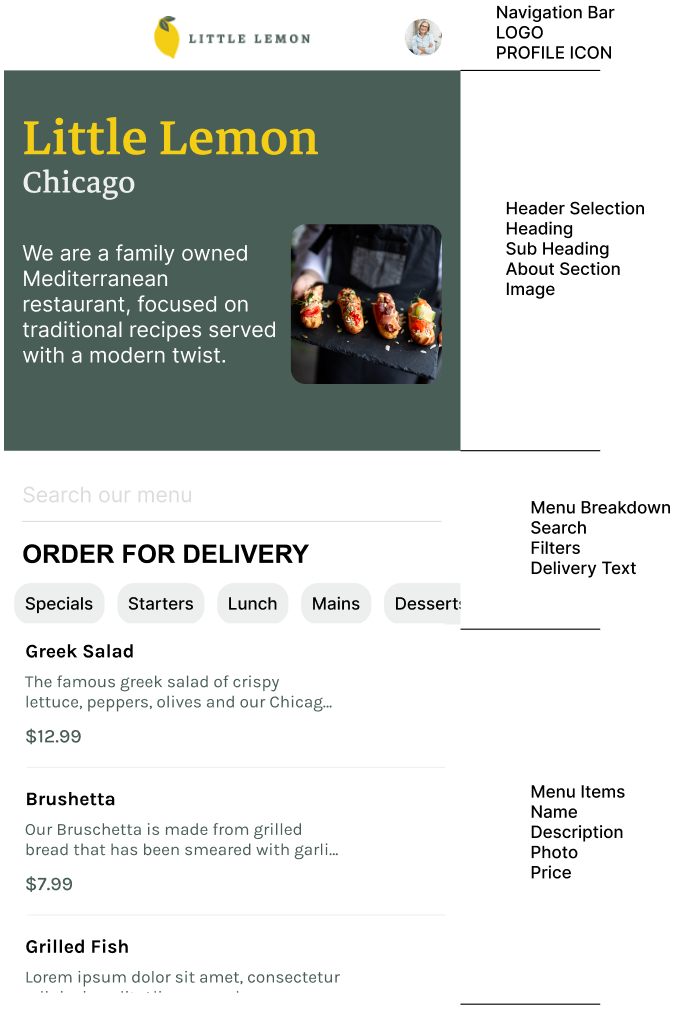 LITTLE LEMON
Navigation Bar
LOGO
PROFILE ICON
Little Lemon
Chicago
We are a family owned
Mediterranean
restaurant, focused on
traditional recipes served
with a modern twist.
Header Selection
Heading
Sub Heading
About Section
Image
Search our menu
ORDER FOR DELIVERY
Specials Starters Lunch Mains Desserts
Menu Breakdown
Search
Filters
Delivery Text
Greek Salad
The famous greek salad of crispy
lettuce, peppers, olives and our Chicag...
$12.99
Brushetta
Our Bruschetta is made from grilled
bread that has been smeared with garli...
$7.99
Grilled Fish
Lorem ipsum dolor sit amet, consectetur
Menu Items
Name
Description
Photo
Price